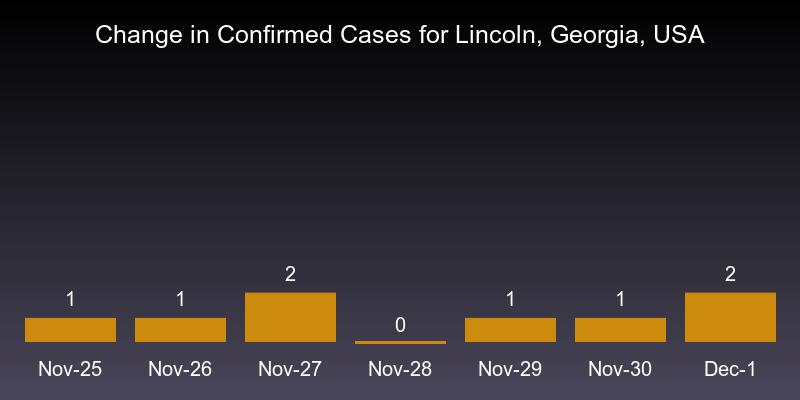 Change in Confirmed Cases for Lincoln, Georgia, USA
1 1 2 0 1 1 2
Nov-25 Nov-26 Nov-27 Nov-28 Nov-29 Nov-30 Dec-1